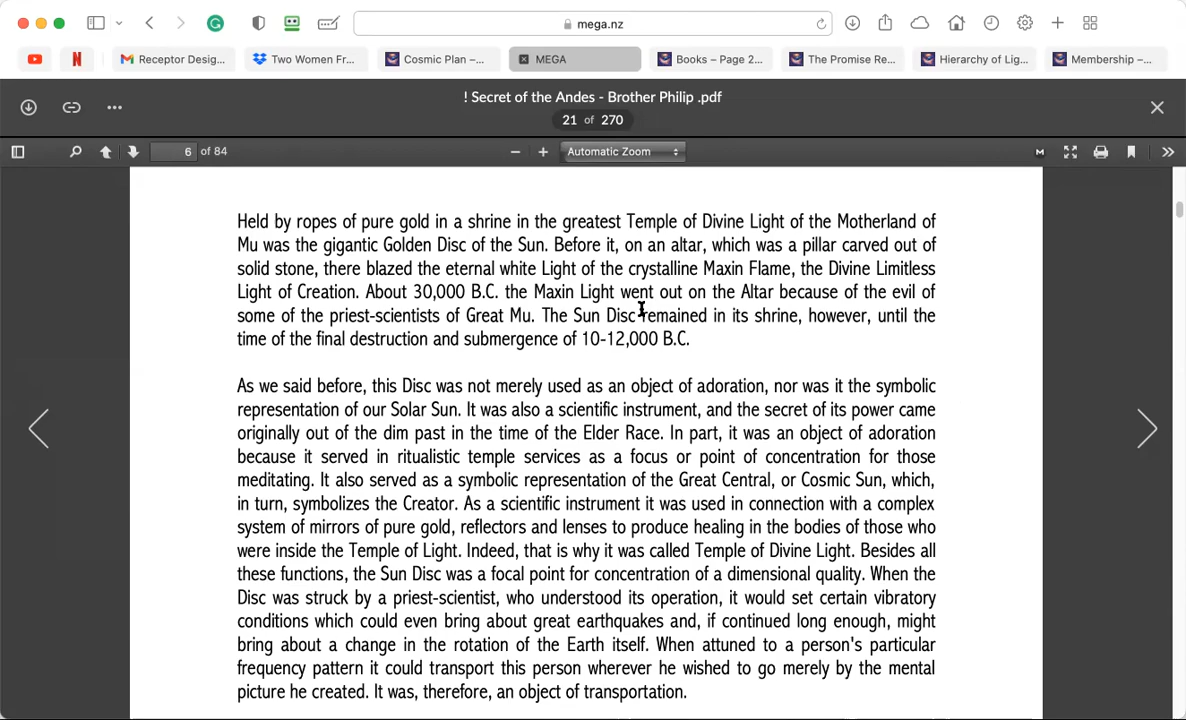 mega.nz
Receptor Desig...
Two Women Fr...
Cosmic Plan –...
MEGA
Books – Page 2...
The Promise Re...
Hierarchy of Lig...
Membership –...
! Secret of the Andes - Brother Philip .pdf
21 of 270
6 of 84
Automatic Zoom
Held by ropes of pure gold in a shrine in the greatest Temple of Divine Light of the Motherland of
Mu was the gigantic Golden Disc of the Sun. Before it, on an altar, which was a pillar carved out of
solid stone, there blazed the eternal white Light of the crystalline Maxin Flame, the Divine Limitless
Light of Creation. About 30,000 B.C. the Maxin Light went out on the Altar because of the evil of
some of the priest-scientists of Great Mu. The Sun Disc remained in its shrine, however, until the
time of the final destruction and submergence of 10-12,000 B.C.
As we said before, this Disc was not merely used as an object of adoration, nor was it the symbolic
representation of our Solar Sun. It was also a scientific instrument, and the secret of its power came
originally out of the dim past in the time of the Elder Race. In part, it was an object of adoration
because it served in ritualistic temple services as a focus or point of concentration for those
meditating. It also served as a symbolic representation of the Great Central, or Cosmic Sun, which,
in turn, symbolizes the Creator. As a scientific instrument it was used in connection with a complex
system of mirrors of pure gold, reflectors and lenses to produce healing in the bodies of those who
were inside the Temple of Light. Indeed, that is why it was called Temple of Divine Light. Besides all
these functions, the Sun Disc was a focal point for concentration of a dimensional quality. When the
Disc was struck by a priest-scientist, who understood its operation, it would set certain vibratory
conditions which could even bring about great earthquakes and, if continued long enough, might
bring about a change in the rotation of the Earth itself. When attuned to a person's particular
frequency pattern it could transport this person wherever he wished to go merely by the mental
picture he created. It was, therefore, an object of transportation.